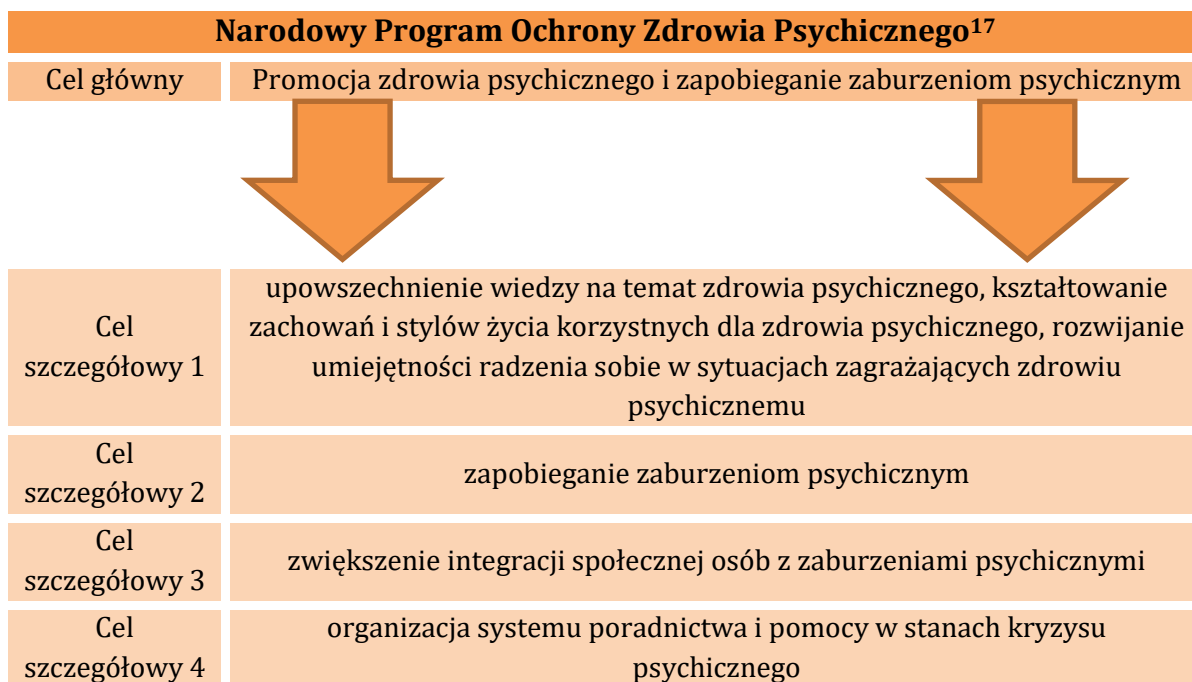 Narodowy Program Ochrony Zdrowia Psychicznego¹⁷
Cel główny
Promocja zdrowia psychicznego i zapobieganie zaburzeniom psychicznym
Cel
szczegółowy 1
upowszechnienie wiedzy na temat zdrowia psychicznego, kształtowanie
zachowań i stylów życia korzystnych dla zdrowia psychicznego, rozwijanie
umiejętności radzenia sobie w sytuacjach zagrażających zdrowiu
psychicznemu
Cel
szczegółowy 2
zapobieganie zaburzeniom psychicznym
Cel
szczegółowy 3
zwiększenie integracji społecznej osób z zaburzeniami psychicznymi
Cel
szczegółowy 4
organizacja systemu poradnictwa i pomocy w stanach kryzysu
psychicznego